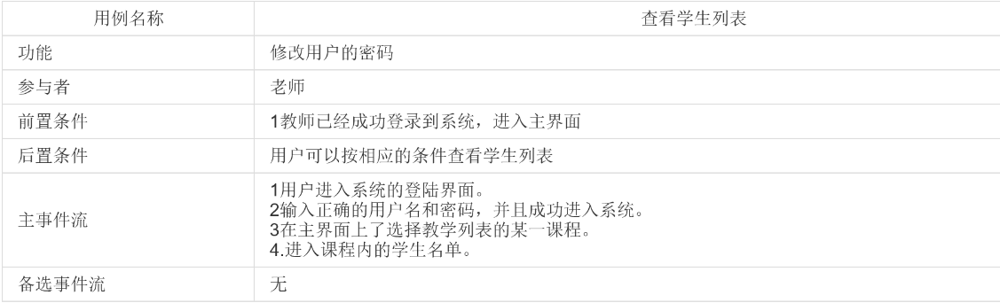 用例名称 查看学生列表
功能 修改用户的密码
参与者 老师
前置条件 1教师已经成功登录到系统，进入主界面
后置条件 用户可以按相应的条件查看学生列表
主事件流
1用户进入系统的登陆界面。
2输入正确的用户名和密码，并且成功进入系统。
3在主界面上了选择教学列表的某一课程。
4.进入课程内的学生名单。
备选事件流 无